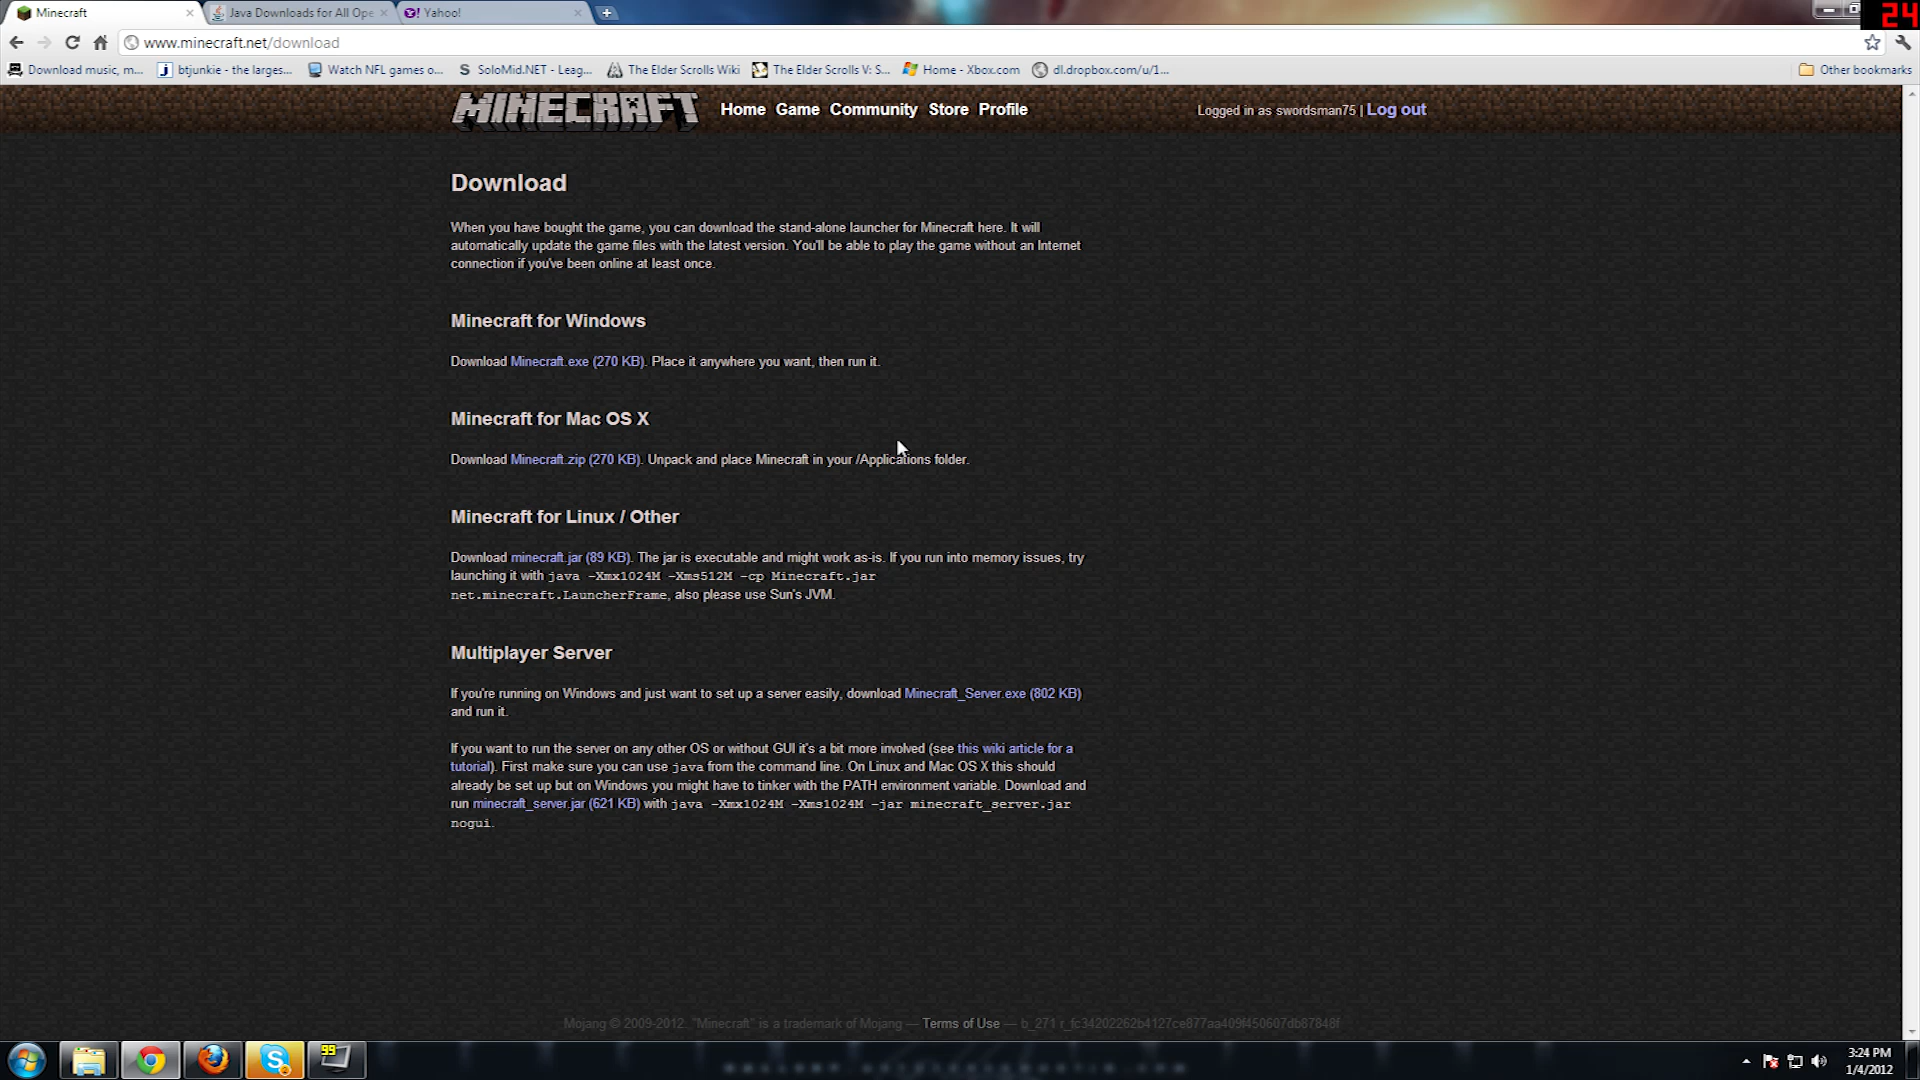 Minecraft
Java Downloads for All Ope
Yahoo!
24
www.minecraft.net/download
Download music, m...
btjunkie - the larges...
Watch NFL games o...
SoloMid.NET - Leag...
The Elder Scrolls Wiki
The Elder Scrolls V: S...
Home - Xbox.com
dl.dropbox.com/u/1...
Other bookmarks
MINECRAFT
Home Game Community Store Profile
Logged in as swordsman75 | Log out
Download
When you have bought the game, you can download the stand-alone launcher for Minecraft here. It will
automatically update the game files with the latest version. You'll be able to play the game without an Internet
connection if you've been online at least once.
Minecraft for Windows
Download Minecraft.exe (270 KB). Place it anywhere you want, then run it.
Minecraft for Mac OS X
Download Minecraft.zip (270 KB). Unpack and place Minecraft in your /Applications folder.
Minecraft for Linux / Other
Download minecraft.jar (89 KB). The jar is executable and might work as-is. If you run into memory issues, try
launching it with java -Xmx1024M -Xms512M -cp Minecraft.jar
net.minecraft.LauncherFrame, also please use Sun's JVM.
Multiplayer Server
If you're running on Windows and just want to set up a server easily, download Minecraft_Server.exe (802 KB)
and run it.
If you want to run the server on any other OS or without GUI it's a bit more involved (see this wiki article for a
tutorial). First make sure you can use java from the command line. On Linux and Mac OS X this should
already be set up but on Windows you might have to tinker with the PATH environment variable. Download and
run minecraft_server.jar (621 KB) with java -Xmx1024M -Xms1024M -jar minecraft_server.jar
nogui.
Mojang © 2009-2012. "Minecraft" is a trademark of Mojang — Terms of Use — b_271 r_fc34202262b4127ce877aa409f450607db87848f
99
3:24 PM
1/4/2012